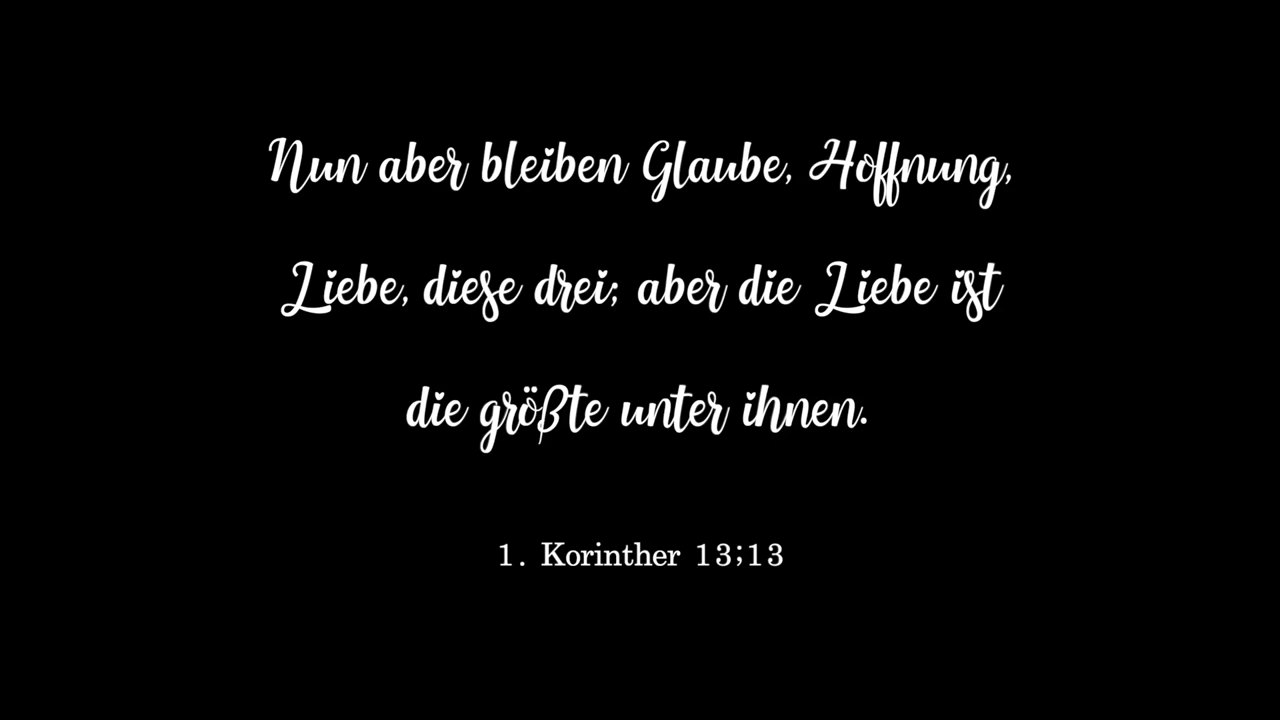 Nun aber bleiben Glaube, Hoffnung,
Liebe, diese drei; aber die Liebe ist
die größte unter ihnen.
1. Korinther 13;13